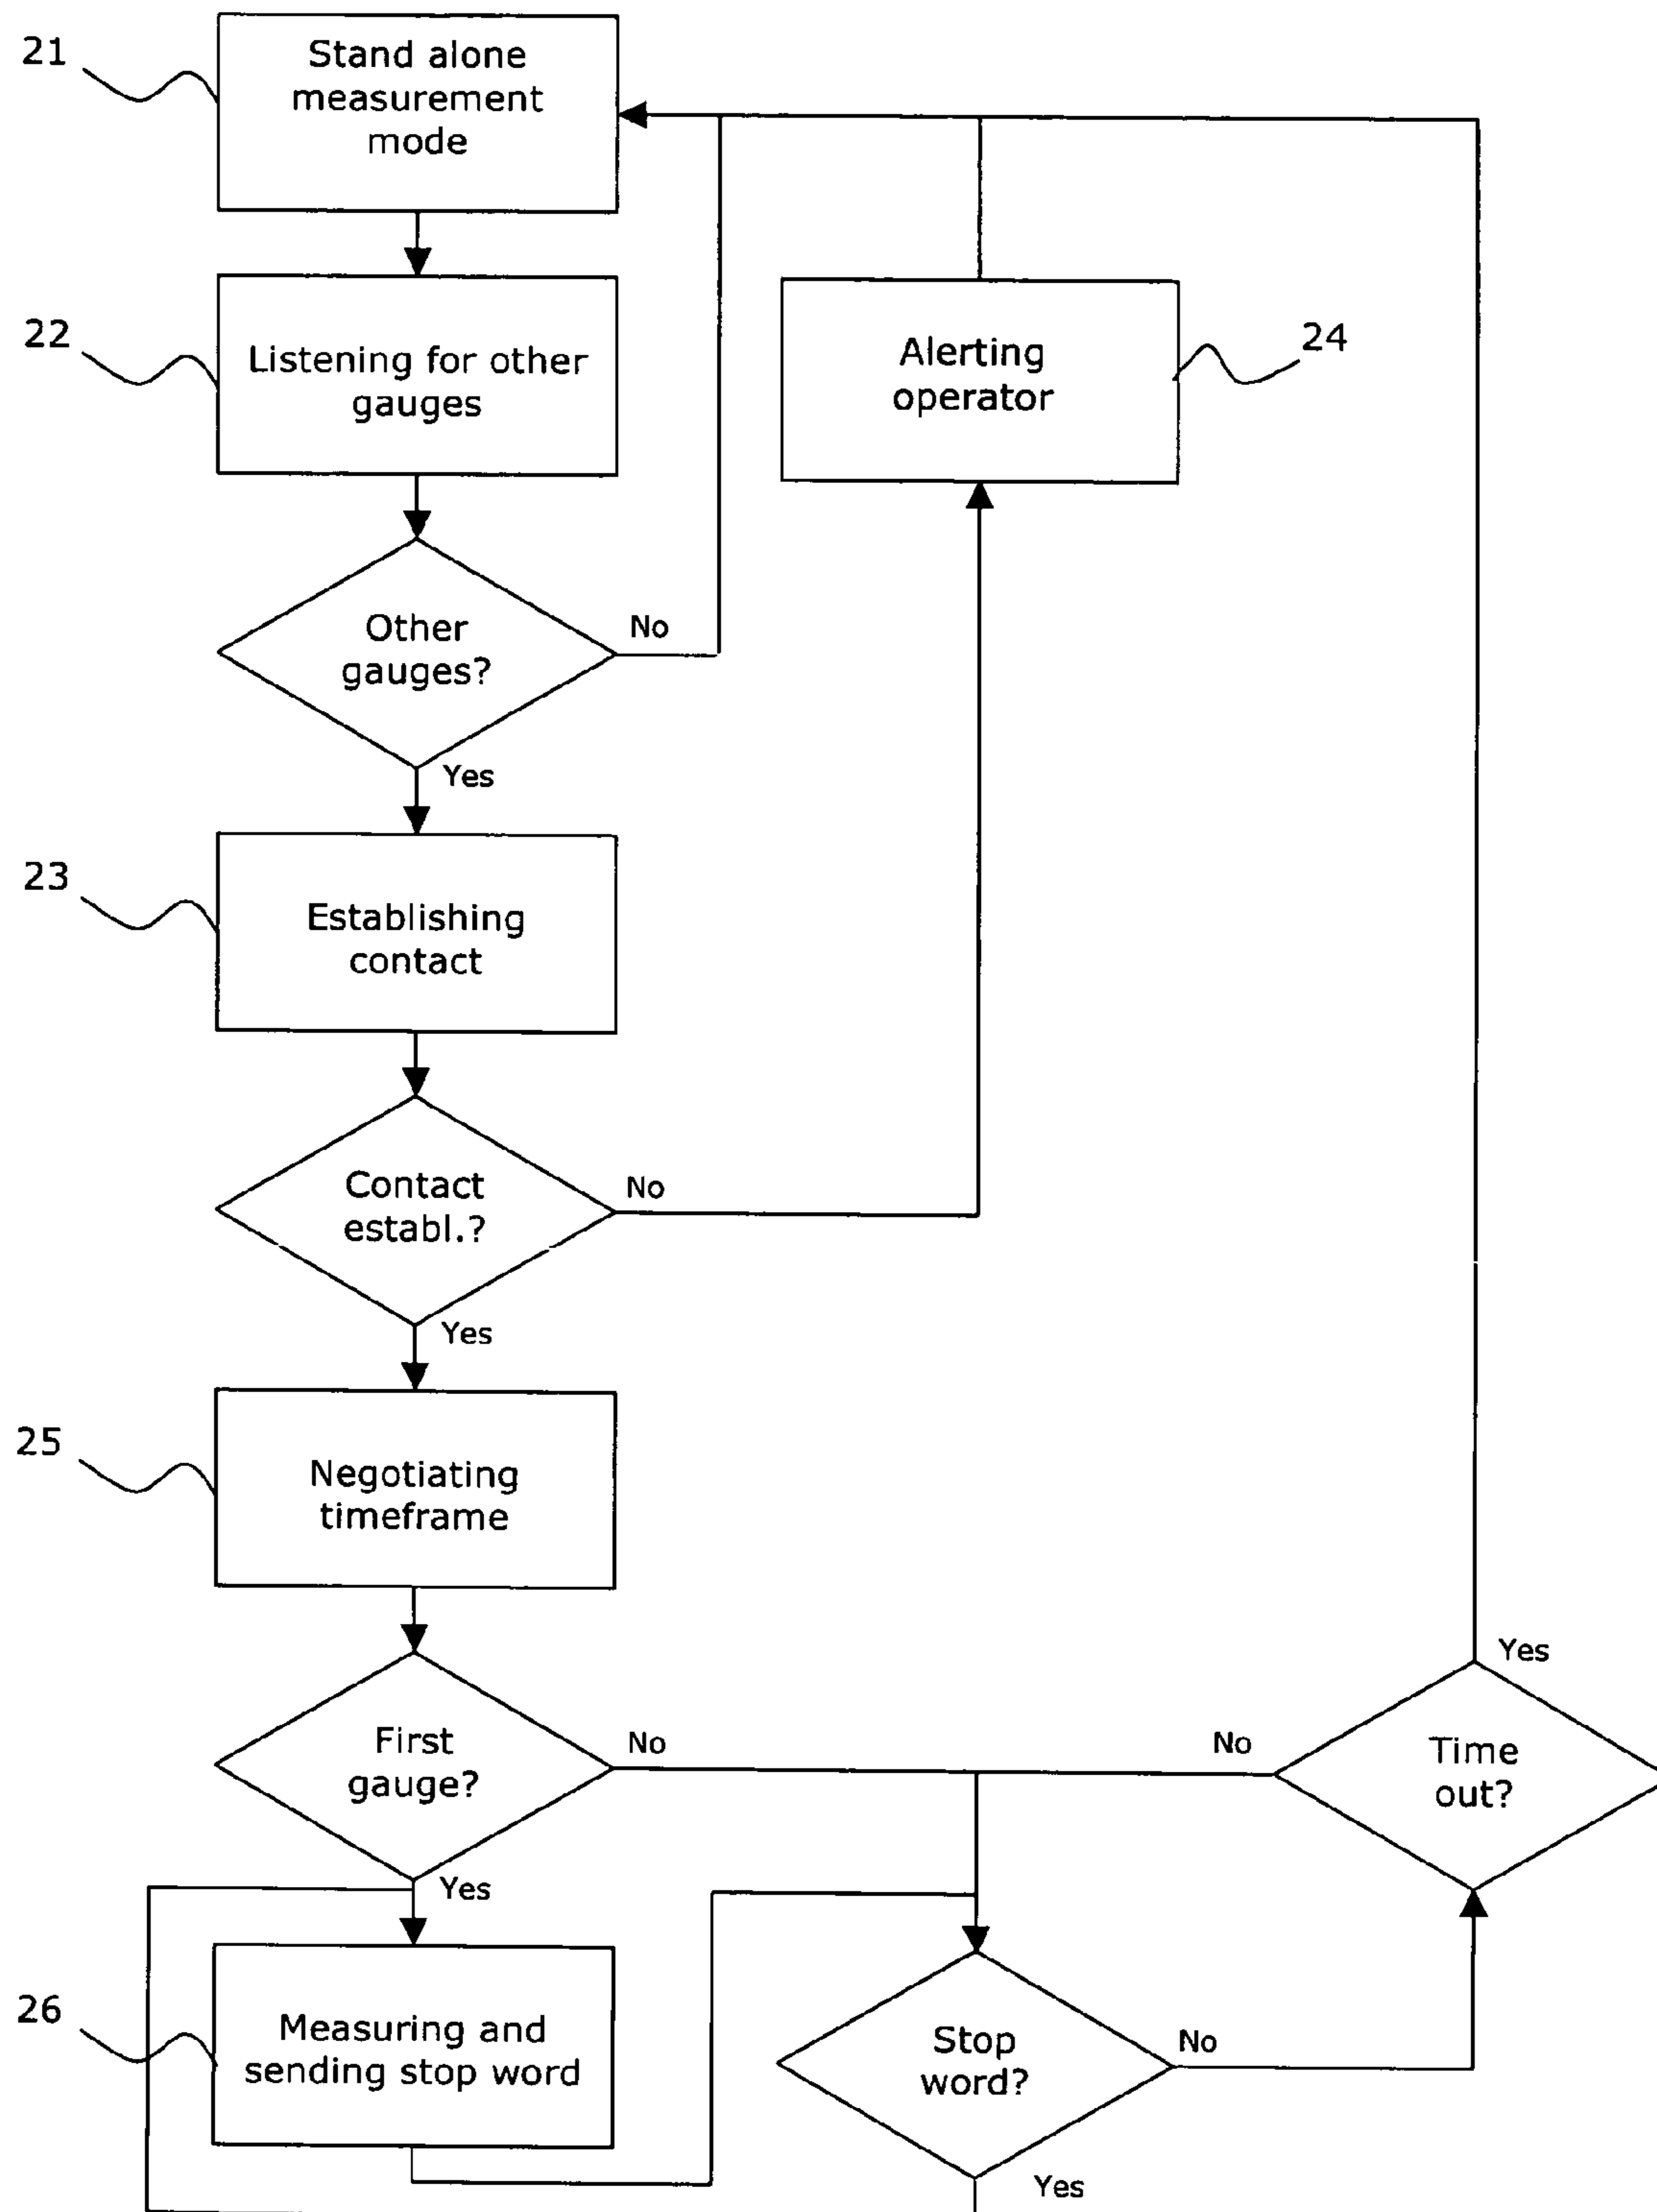 21
Stand alone
measurement
mode
22
Listening for other
gauges
Alerting
operator
24
Other
gauges?
No
Yes
23
Establishing
contact
Contact
establ.?
No
Yes
25
Negotiating
timeframe
First
gauge?
No
Yes
No
Time
out?
Yes
26
Measuring and
sending stop word
Stop
word?
No
Yes